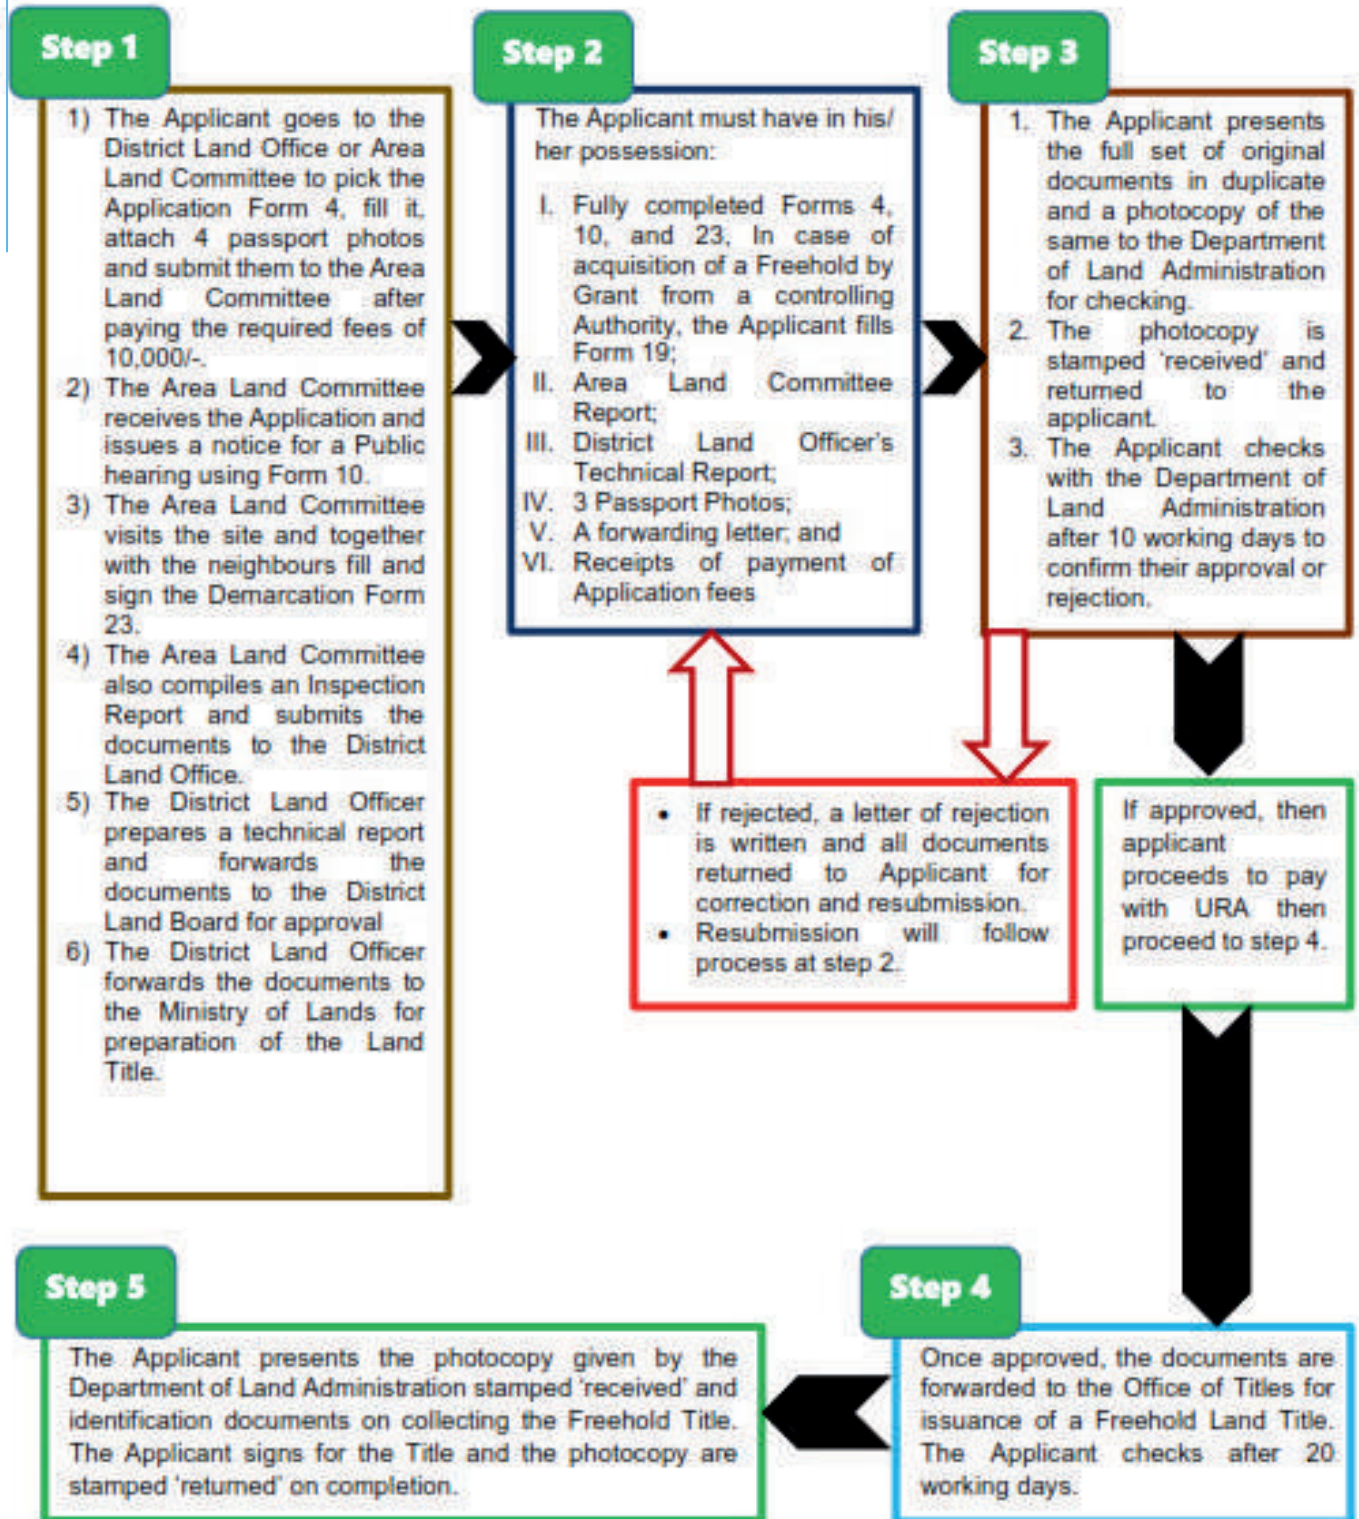 Step 1
1) The Applicant goes to the
District Land Office or Area
Land Committee to pick the
Application Form 4, fill it,
attach 4 passport photos
and submit them to the Area
Land Committee after
paying the required fees of
10,000/-.
2) The Area Land Committee
receives the Application and
issues a notice for a Public
hearing using Form 10.
3) The Area Land Committee
visits the site and together
with the neighbours fill and
sign the Demarcation Form
23.
4) The Area Land Committee
also compiles an Inspection
Report and submits the
documents to the District
Land Office.
5) The District Land Officer
prepares a technical report
and forwards the
documents to the District
Land Board for approval
6) The District Land Officer
forwards the documents to
the Ministry of Lands for
preparation of the Land
Title.
Step 2
The Applicant must have in his/
her possession:
I. Fully completed Forms 4,
10, and 23, In case of
acquisition of a Freehold by
Grant from a controlling
Authority, the Applicant fills
Form 19;
II. Area Land Committee
Report;
III. District Land Officer's
Technical Report;
IV. 3 Passport Photos;
V. A forwarding letter; and
VI. Receipts of payment of
Application fees
Step 3
1. The Applicant presents
the full set of original
documents in duplicate
and a photocopy of the
same to the Department
of Land Administration
for checking.
2. The photocopy is
stamped 'received' and
returned to the
applicant.
3. The Applicant checks
with the Department of
Land Administration
after 10 working days to
confirm their approval or
rejection.
• If rejected, a letter of rejection
is written and all documents
returned to Applicant for
correction and resubmission.
• Resubmission will follow
process at step 2.
If approved, then
applicant
proceeds to pay
with URA then
proceed to step 4.
Step 4
Once approved, the documents are
forwarded to the Office of Titles for
issuance of a Freehold Land Title.
The Applicant checks after 20
working days.
Step 5
The Applicant presents the photocopy given by the
Department of Land Administration stamped 'received' and
identification documents on collecting the Freehold Title.
The Applicant signs for the Title and the photocopy are
stamped 'returned' on completion.